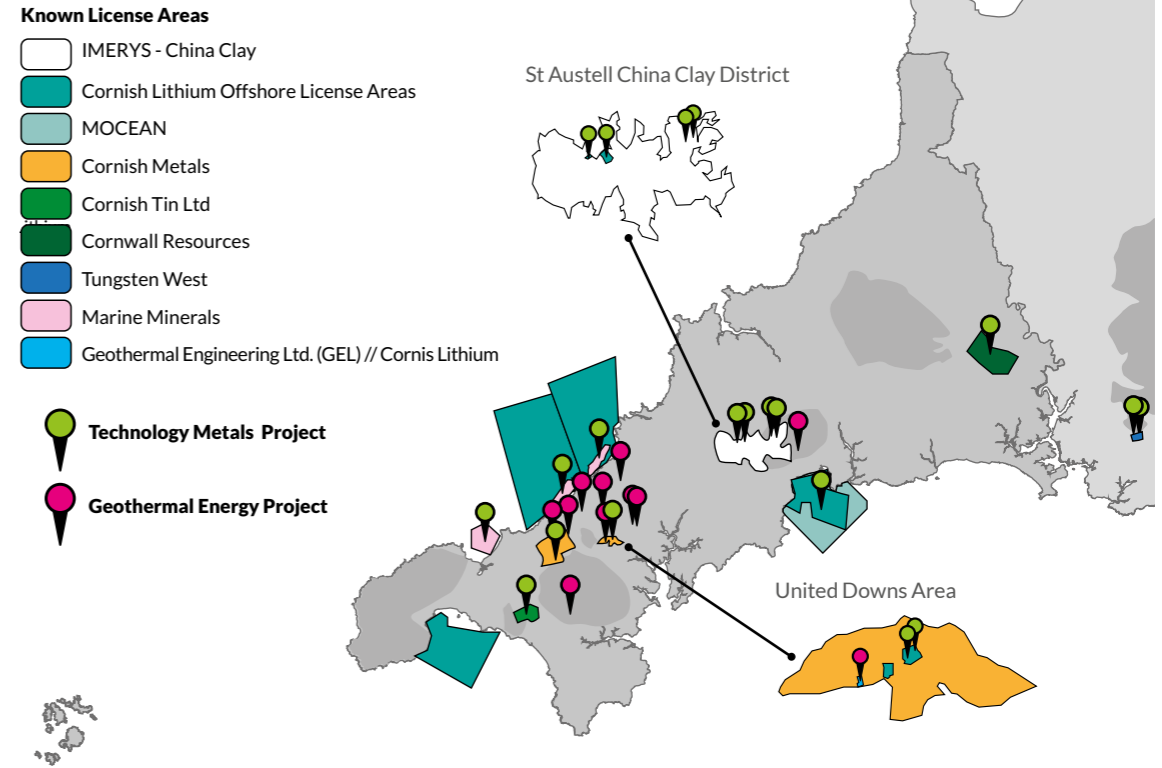 Known License Areas
IMERYS - China Clay
Cornish Lithium Offshore License Areas
MOCEAN
Cornish Metals
Cornish Tin Ltd
Cornwall Resources
Tungsten West
Marine Minerals
Geothermal Engineering Ltd. (GEL) // Cornis Lithium
Technology Metals Project
Geothermal Energy Project
St Austell China Clay District
United Downs Area